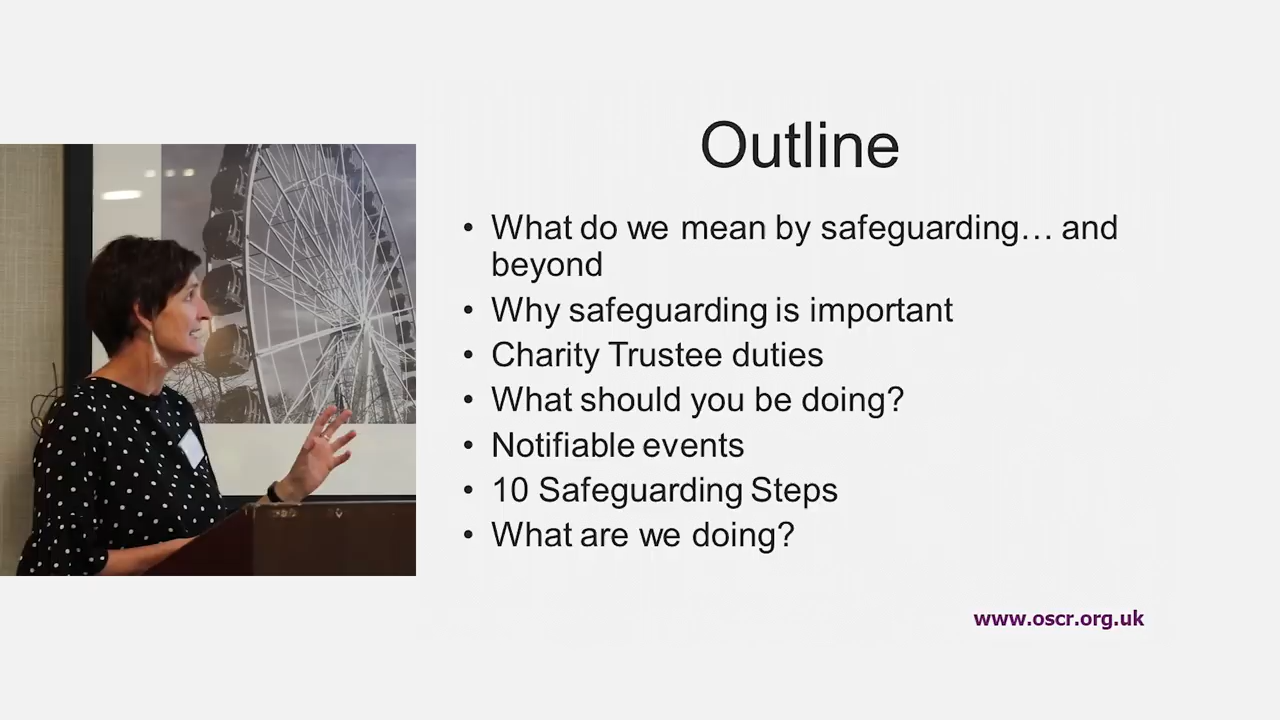 Outline
• What do we mean by safeguarding… and
beyond
• Why safeguarding is important
• Charity Trustee duties
• What should you be doing?
• Notifiable events
• 10 Safeguarding Steps
• What are we doing?
www.oscr.org.uk